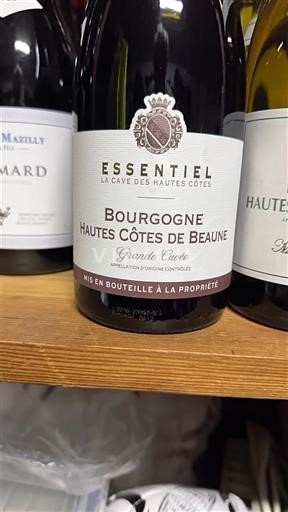 MAZILLY
& FILS
MARD
ESSENTIEL
LA CAVE DES HAUTES CÔTES
BOURGOGNE
HAUTES CÔTES DE BEAUNE
Grande Cuvée
APPELLATION D'ORIGINE CONTRÔLÉE
MIS EN BOUTEILLE À LA PROPRIÉTÉ
HAUTES